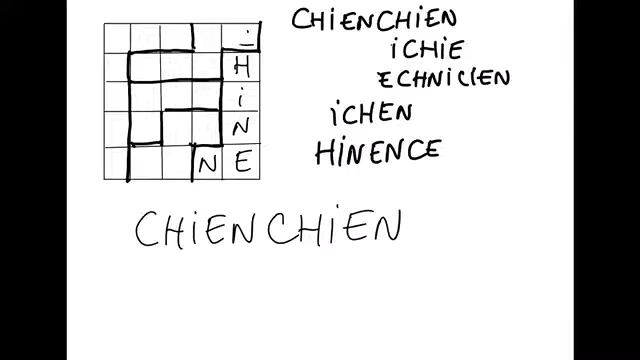 i
H
i
N
N E
CHiENCHiEN
iCHiE
ECHNiCiEN
iCHEN
HiNENCE
CHiENCHiEN